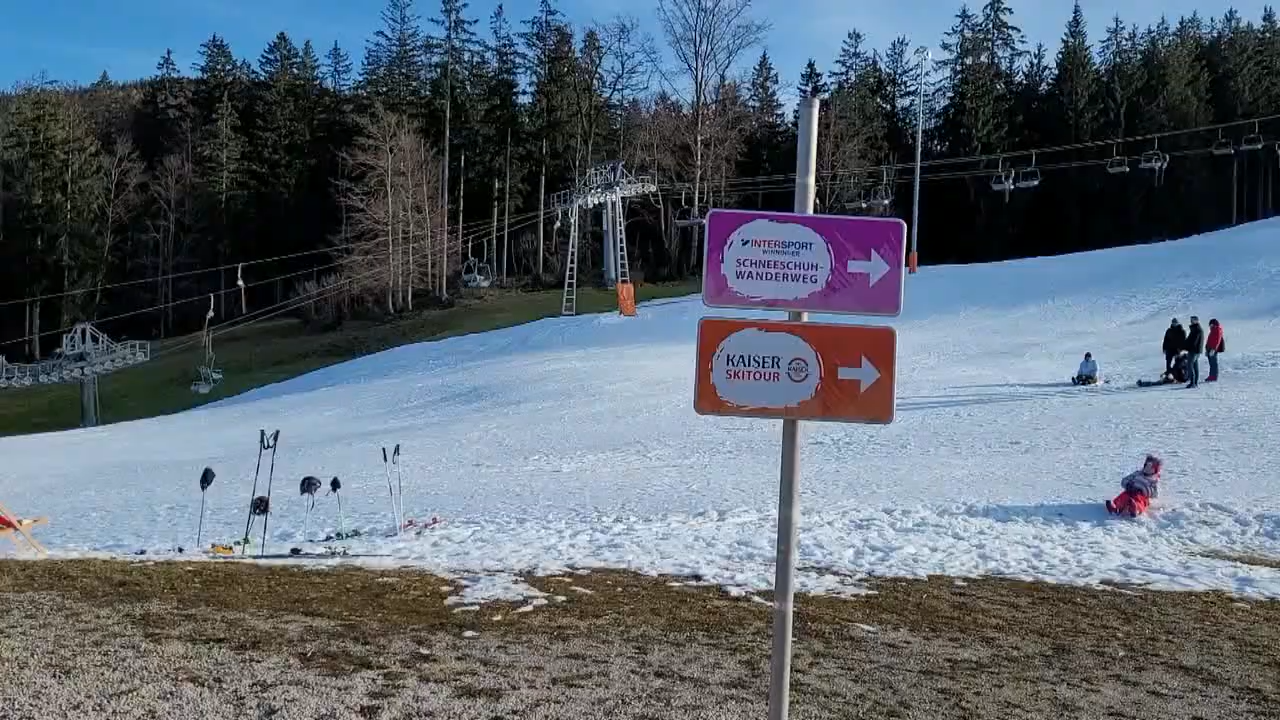 INTERSPORT
WINNINGER
SCHNEESCHUH-
WANDERWEG
KAISER
SKITOUR